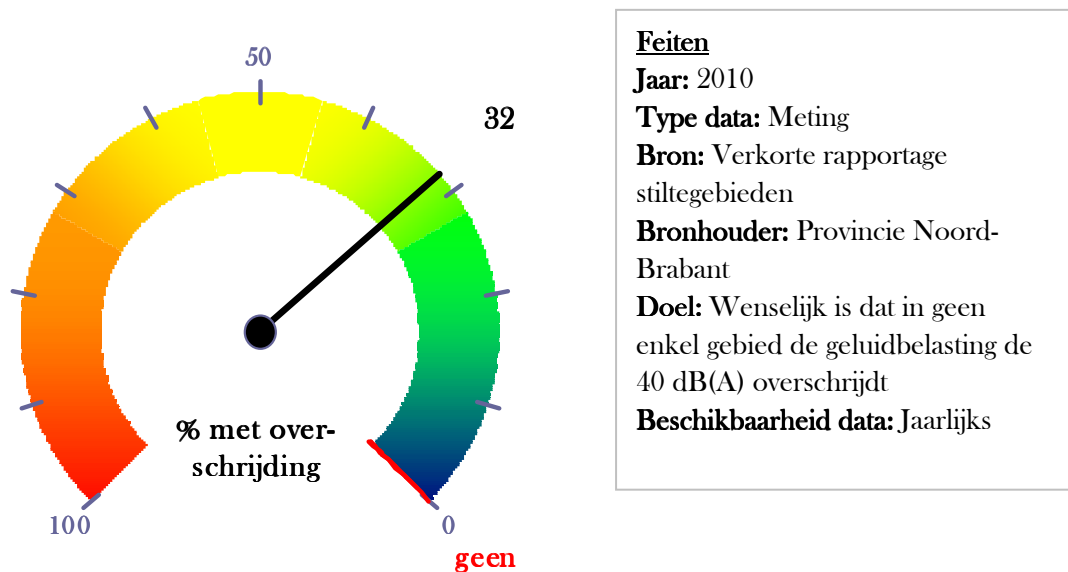 50
32
% met over-
schrijding
100
0
geen
Feiten
Jaar: 2010
Type data: Meting
Bron: Verkorte rapportage
stiltegebieden
Bronhouder: Provincie Noord-
Brabant
Doel: Wenselijk is dat in geen
enkel gebied de geluidbelasting de
40 dB(A) overschrijdt
Beschikbaarheid data: Jaarlijks